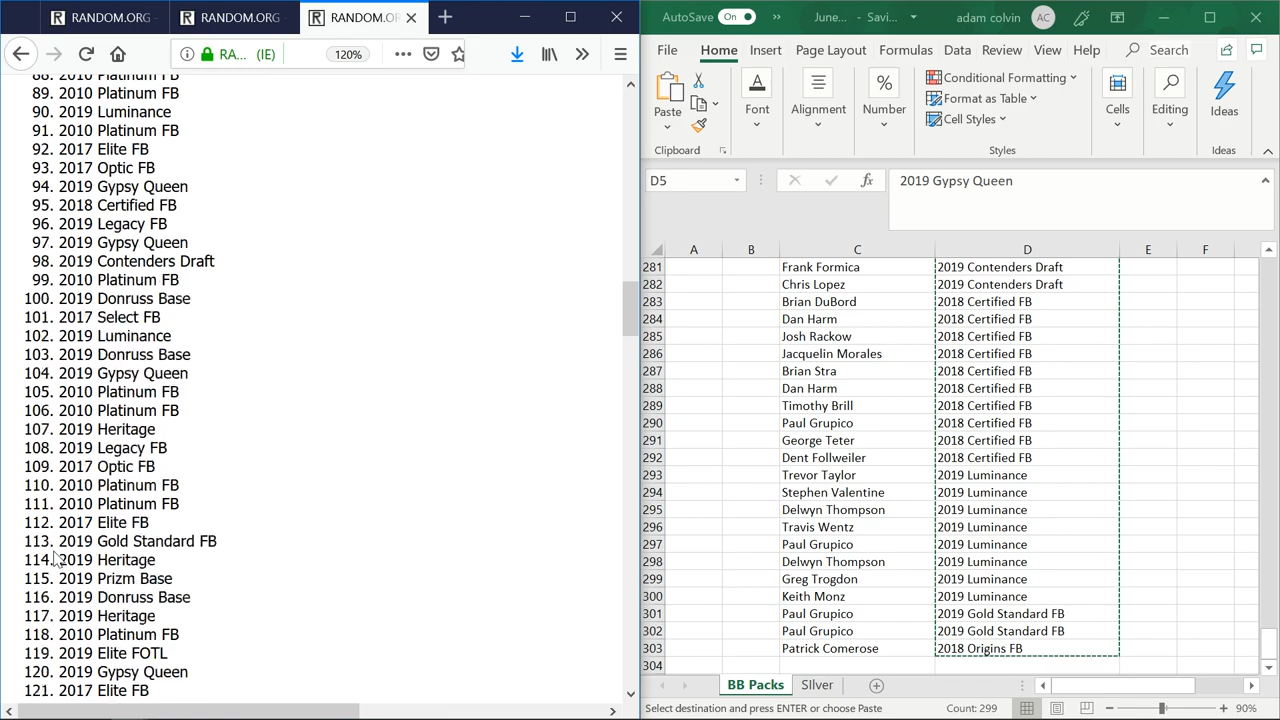 RANDOM.ORG
RANDOM.ORG
RANDOM.OR
RA... (IE)
120%
88. 2010 Platinum FB
89. 2010 Platinum FB
90. 2019 Luminance
91. 2010 Platinum FB
92. 2017 Elite FB
93. 2017 Optic FB
94. 2019 Gypsy Queen
95. 2018 Certified FB
96. 2019 Legacy FB
97. 2019 Gypsy Queen
98. 2019 Contenders Draft
99. 2010 Platinum FB
100. 2019 Donruss Base
101. 2017 Select FB
102. 2019 Luminance
103. 2019 Donruss Base
104. 2019 Gypsy Queen
105. 2010 Platinum FB
106. 2010 Platinum FB
107. 2019 Heritage
108. 2019 Legacy FB
109. 2017 Optic FB
110. 2010 Platinum FB
111. 2010 Platinum FB
112. 2017 Elite FB
113. 2019 Gold Standard FB
114. 2019 Heritage
115. 2019 Prizm Base
116. 2019 Donruss Base
117. 2019 Heritage
118. 2010 Platinum FB
119. 2019 Elite FOTL
120. 2019 Gypsy Queen
121. 2017 Elite FB
AutoSave On June... - Savi... adam colvin AC
File Home Insert Page Layout Formulas Data Review View Help Search
Paste
Clipboard
Font
Alignment
Number
Conditional Formatting
Format as Table
Cell Styles
Styles
Cells
Editing
Ideas
Ideas
D5 fx 2019 Gypsy Queen
A B C D E F
281 Frank Formica 2019 Contenders Draft
282 Chris Lopez 2019 Contenders Draft
283 Brian DuBord 2018 Certified FB
284 Dan Harm 2018 Certified FB
285 Josh Rackow 2018 Certified FB
286 Jacquelin Morales 2018 Certified FB
287 Brian Stra 2018 Certified FB
288 Dan Harm 2018 Certified FB
289 Timothy Brill 2018 Certified FB
290 Paul Grupico 2018 Certified FB
291 George Teter 2018 Certified FB
292 Dent Follweiler 2018 Certified FB
293 Trevor Taylor 2019 Luminance
294 Stephen Valentine 2019 Luminance
295 Delwyn Thompson 2019 Luminance
296 Travis Wentz 2019 Luminance
297 Paul Grupico 2019 Luminance
298 Delwyn Thompson 2019 Luminance
299 Greg Trogdon 2019 Luminance
300 Keith Monz 2019 Luminance
301 Paul Grupico 2019 Gold Standard FB
302 Paul Grupico 2019 Gold Standard FB
303 Patrick Comerose 2018 Origins FB
304
BB Packs SIlver
Select destination and press ENTER or choose Paste Count: 299 90%